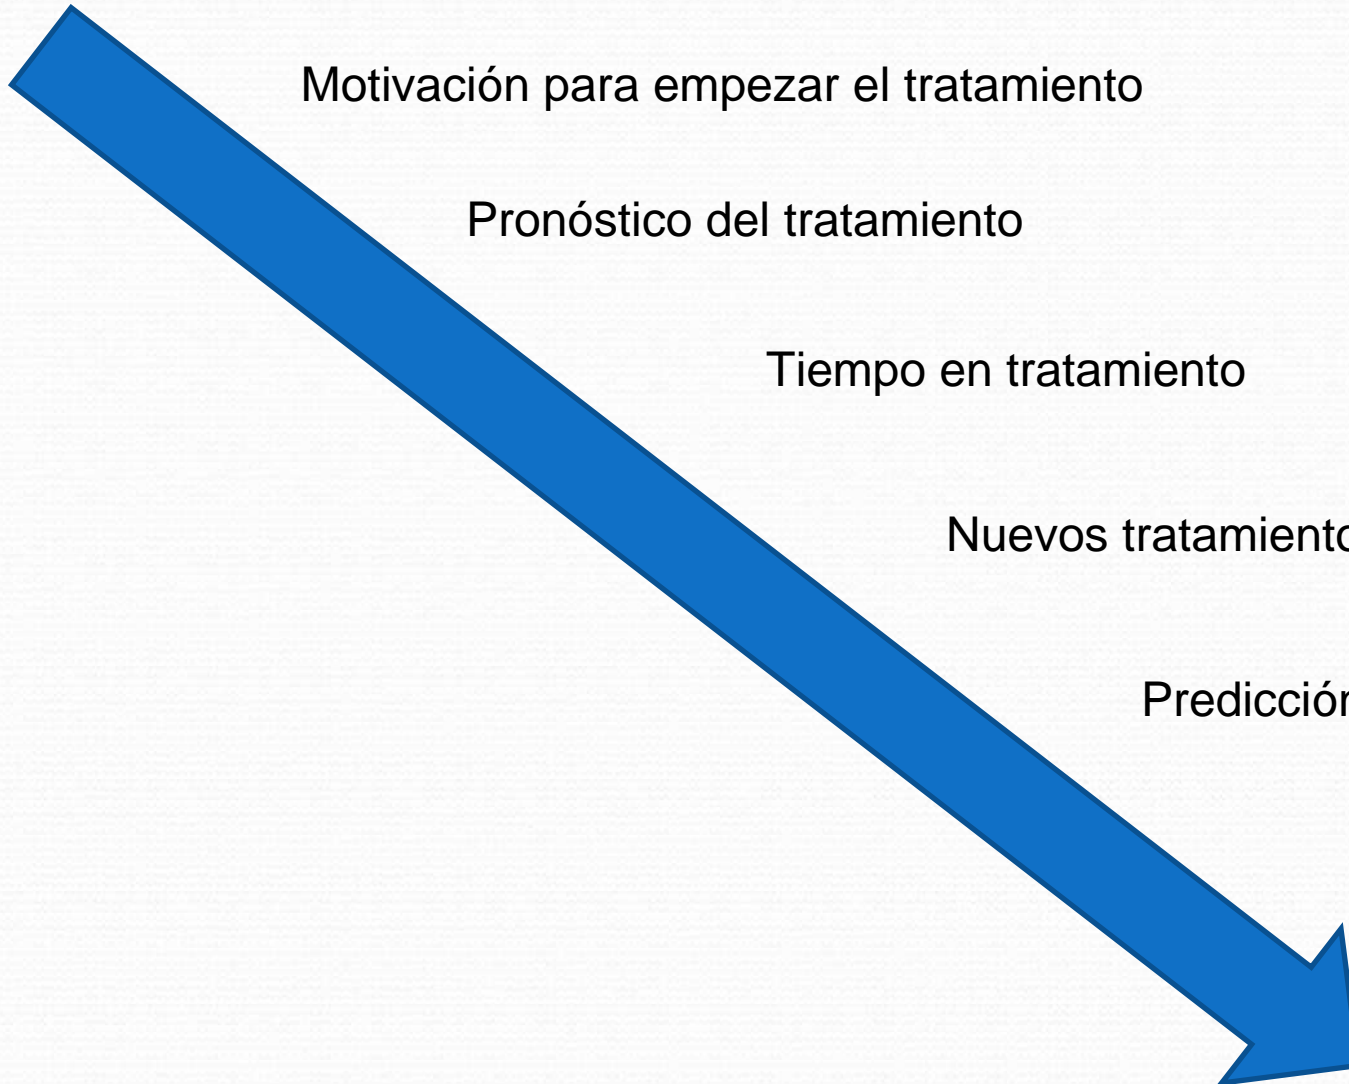 Motivación para empezar el tratamiento
Pronóstico del tratamiento
Tiempo en tratamiento
Nuevos tratamiento
Predicción